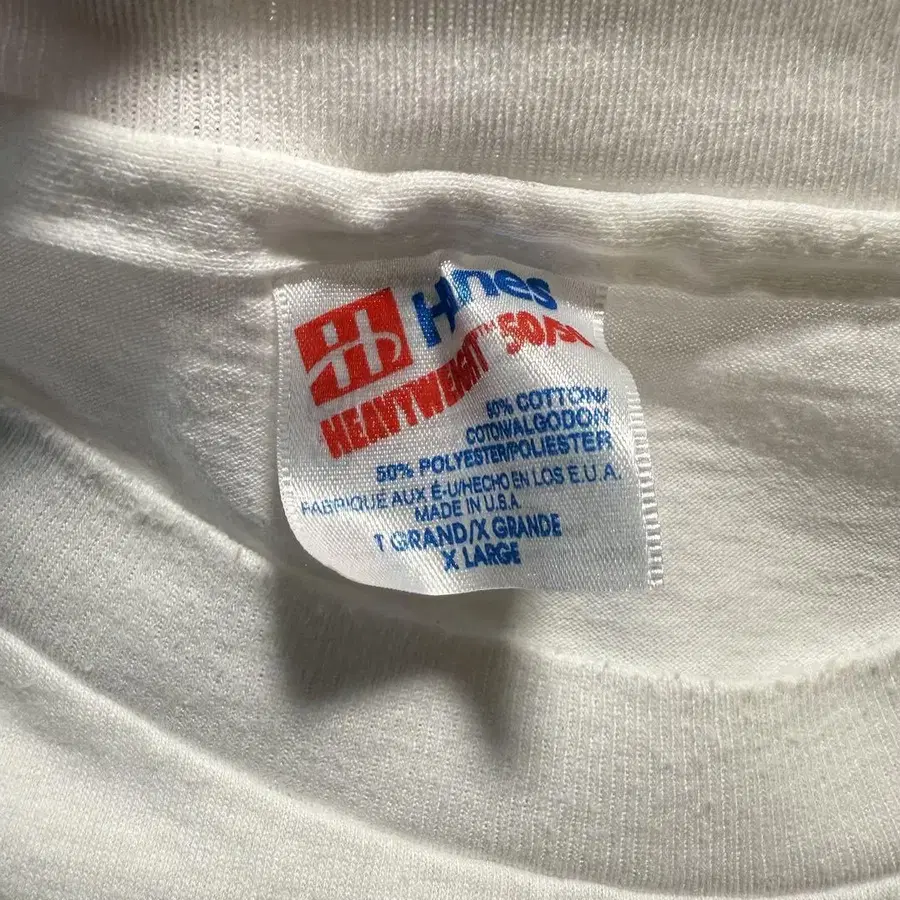 Hanes
HEAVYWEIGHT™ 50/50
50% COTTON/
COTON/ALGODON
50% POLYESTER/POLIESTER
FABRIQUE AUX É-U/HECHO EN LOS E.U.A.
MADE IN U.S.A.
T GRAND/X GRANDE
X LARGE